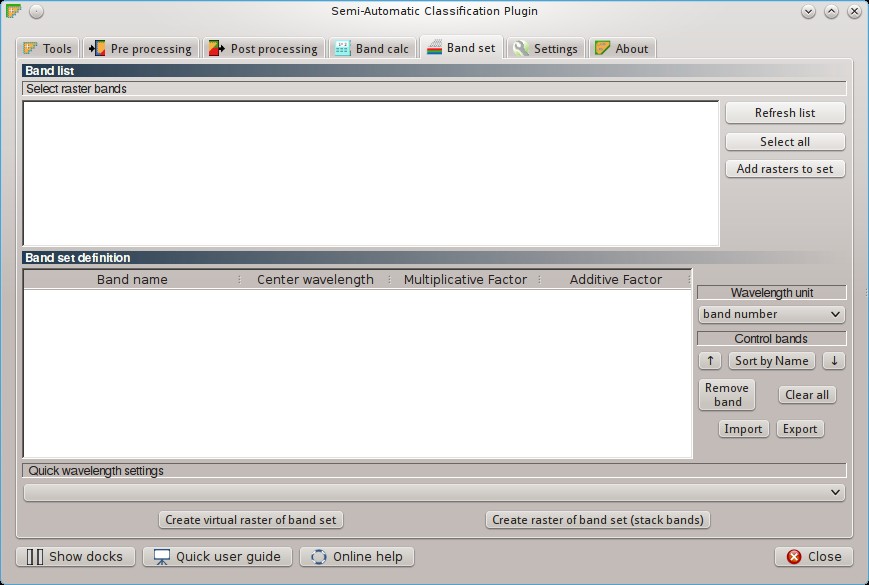 Semi-Automatic Classification Plugin
Tools Pre processing Post processing Band calc Band set Settings About
Band list
Select raster bands
Refresh list
Select all
Add rasters to set
Band set definition
Band name Center wavelength Multiplicative Factor Additive Factor
Wavelength unit
band number
Control bands
↑ Sort by Name ↓
Remove
band
Clear all
Import Export
Quick wavelength settings
Create virtual raster of band set Create raster of band set (stack bands)
Show docks Quick user guide Online help Close